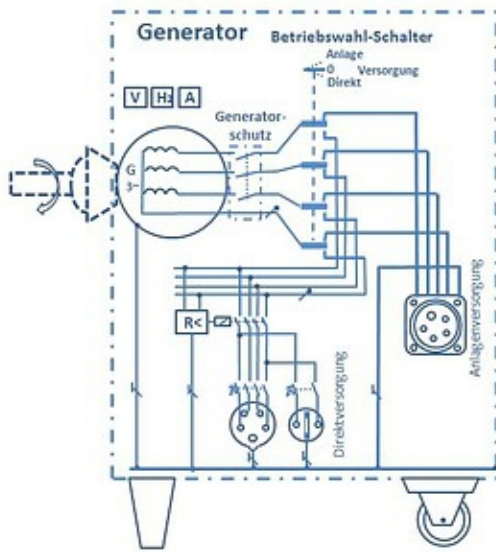 Generator
Betriebswahl-Schalter
Anlage
0 Versorgung
Direkt
V Hz A
Generator-
schutz
G
3~
R<
Direktversorgung
Anlagenversorgung